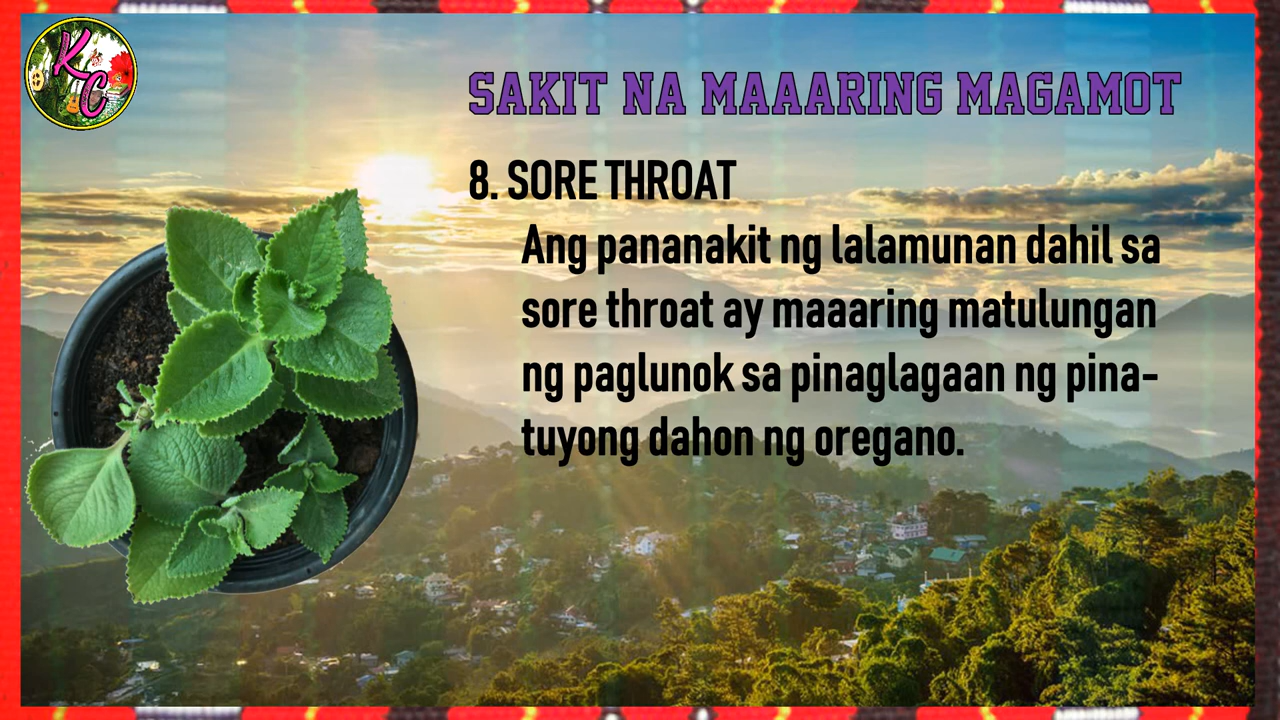 KC
SAKIT NA MAAARING MAGAMOT
8. SORE THROAT
Ang pananakit ng lalamunan dahil sa
sore throat ay maaaring matulungan
ng paglunok sa pinaglagaan ng pina-
tuyong dahon ng oregano.